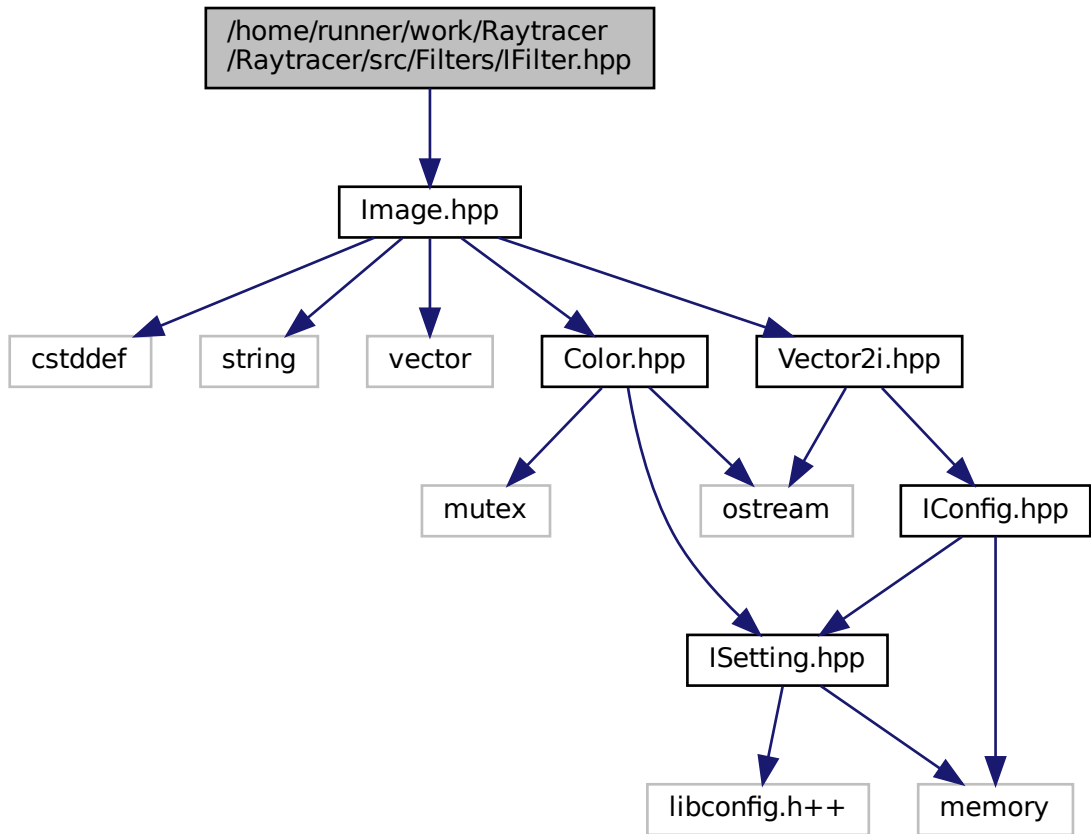 /home/runner/work/Raytracer
/Raytracer/src/Filters/IFilter.hpp
Image.hpp
cstddef
string
vector
Color.hpp
Vector2i.hpp
mutex
ostream
IConfig.hpp
ISetting.hpp
libconfig.h++
memory